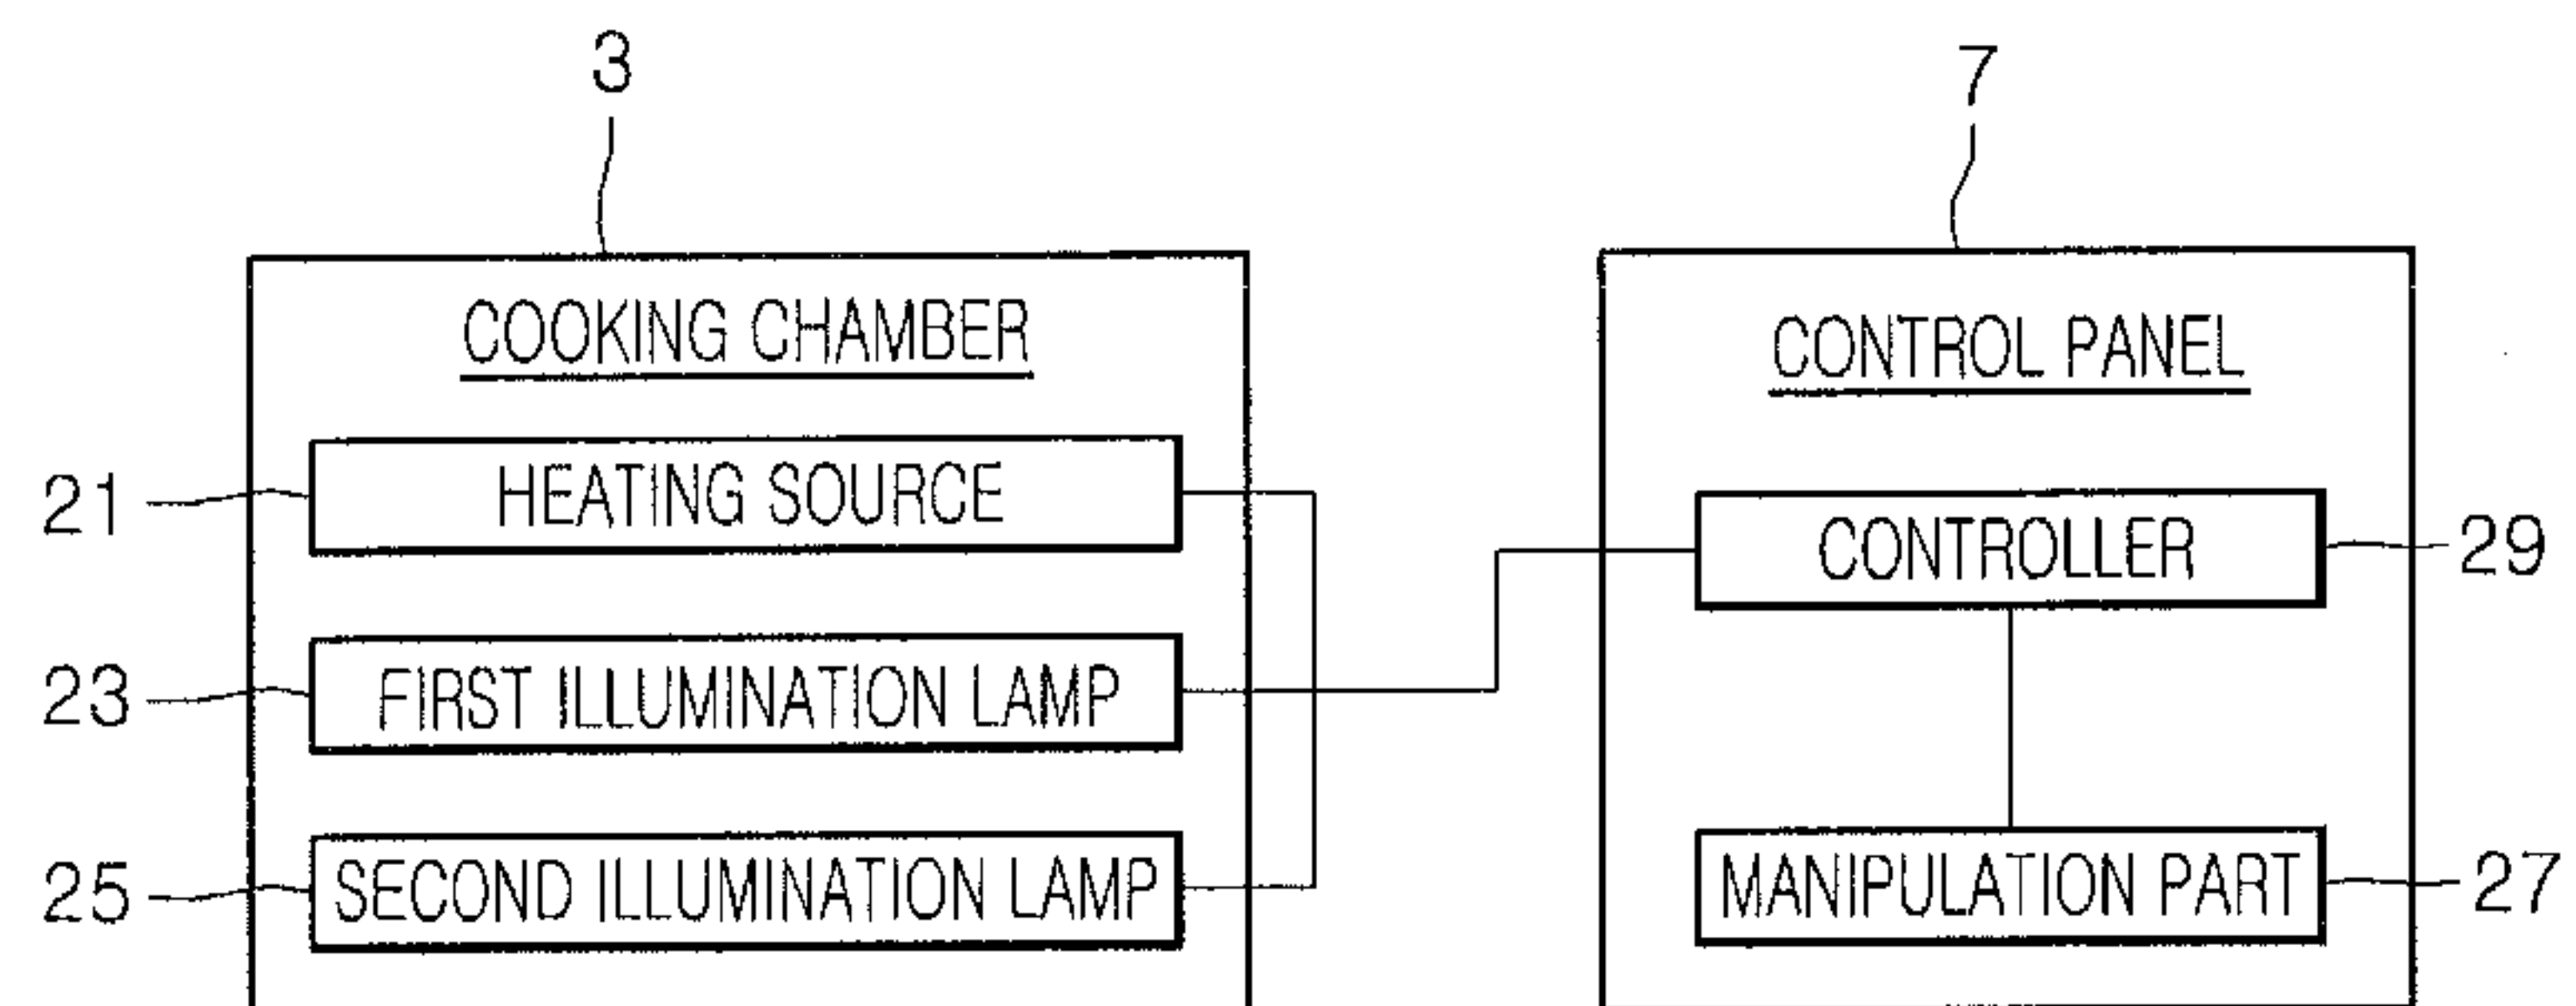 3
7
COOKING CHAMBER
CONTROL PANEL
21
HEATING SOURCE
CONTROLLER
29
23
FIRST ILLUMINATION LAMP
25
SECOND ILLUMINATION LAMP
MANIPULATION PART
27